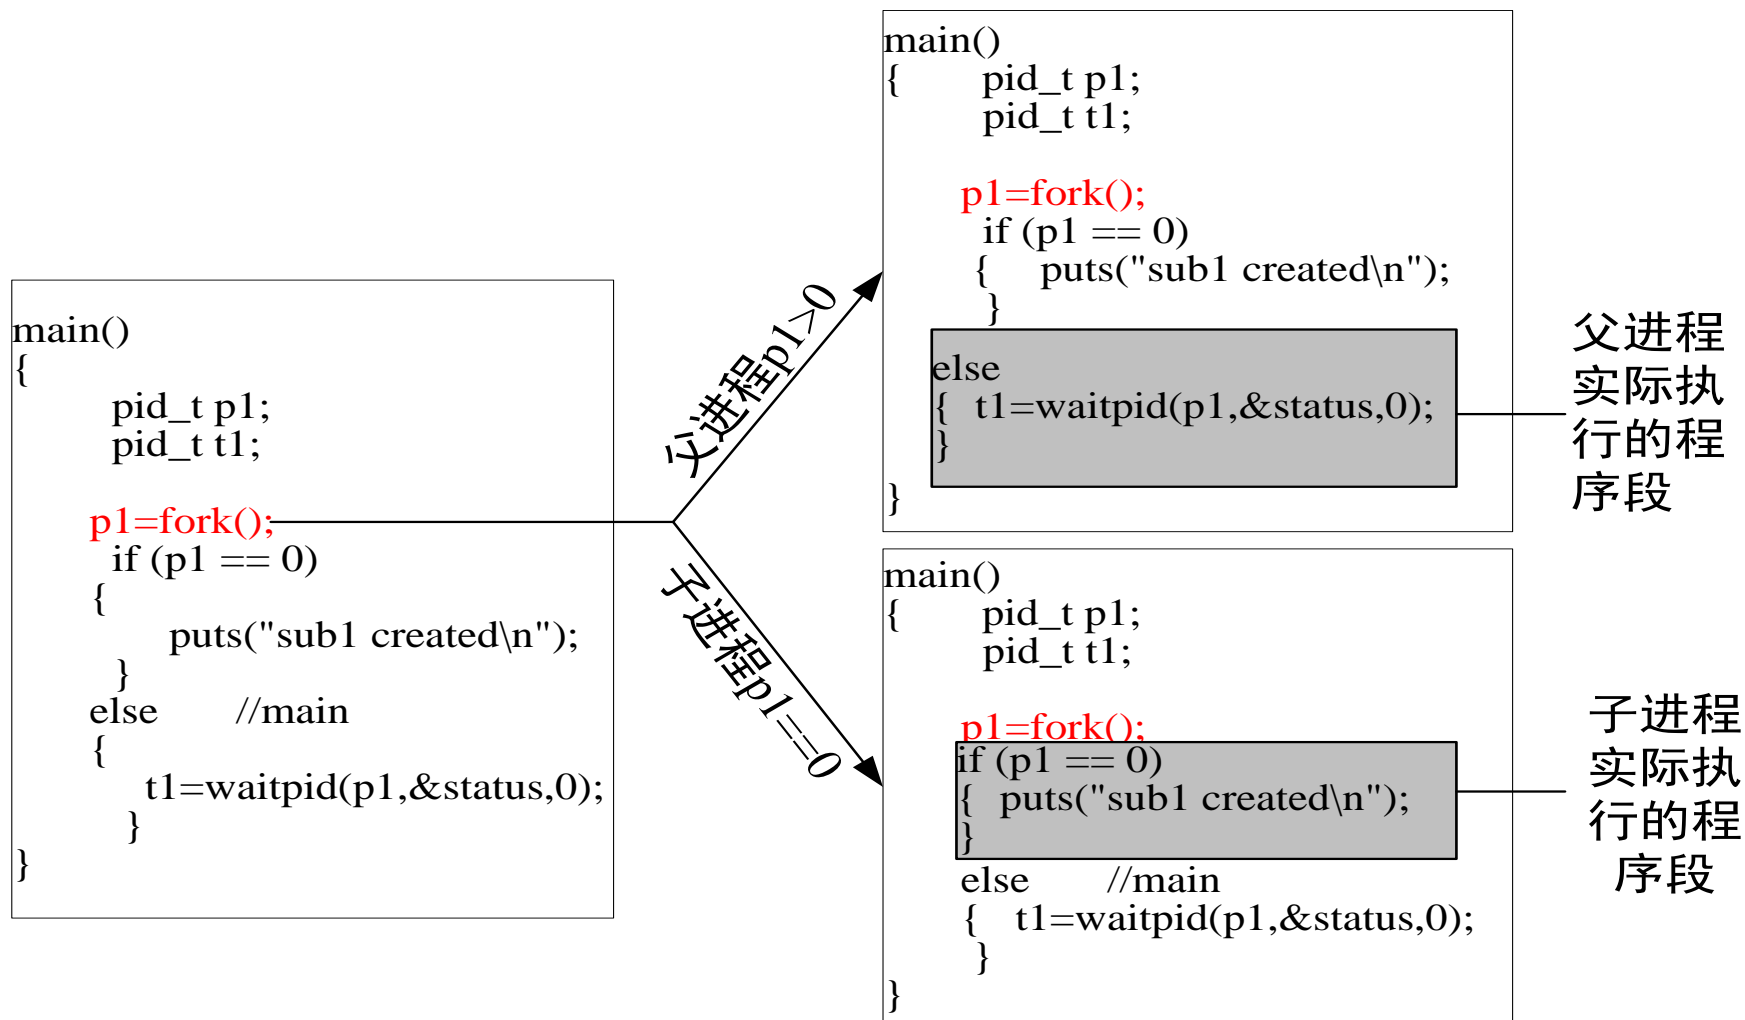 main()
{
pid_t p1;
pid_t t1;
p1=fork();
if (p1 == 0)
{
puts("sub1 created\n");
}
else //main
{
t1=waitpid(p1,&status,0);
}
}
父进程p1>0
子进程p1==0
main()
{ pid_t p1;
pid_t t1;
p1=fork();
if (p1 == 0)
{ puts("sub1 created\n");
}
else
{ t1=waitpid(p1,&status,0);
}
}
父进程
实际执
行的程
序段
main()
{ pid_t p1;
pid_t t1;
p1=fork();
if (p1 == 0)
{ puts("sub1 created\n");
}
else //main
{ t1=waitpid(p1,&status,0);
}
}
子进程
实际执
行的程
序段